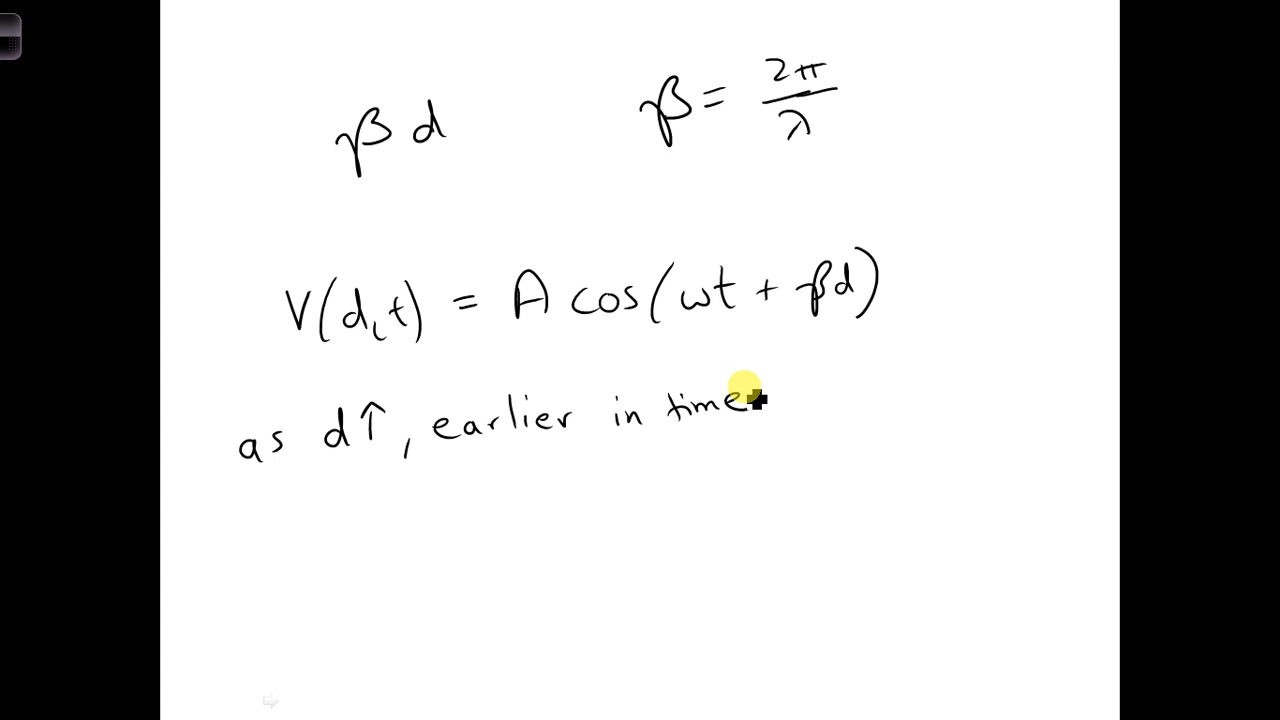 βd β = 2π/λ
V(d,t) = A cos(ωt + βd)
as d↑, earlier in time